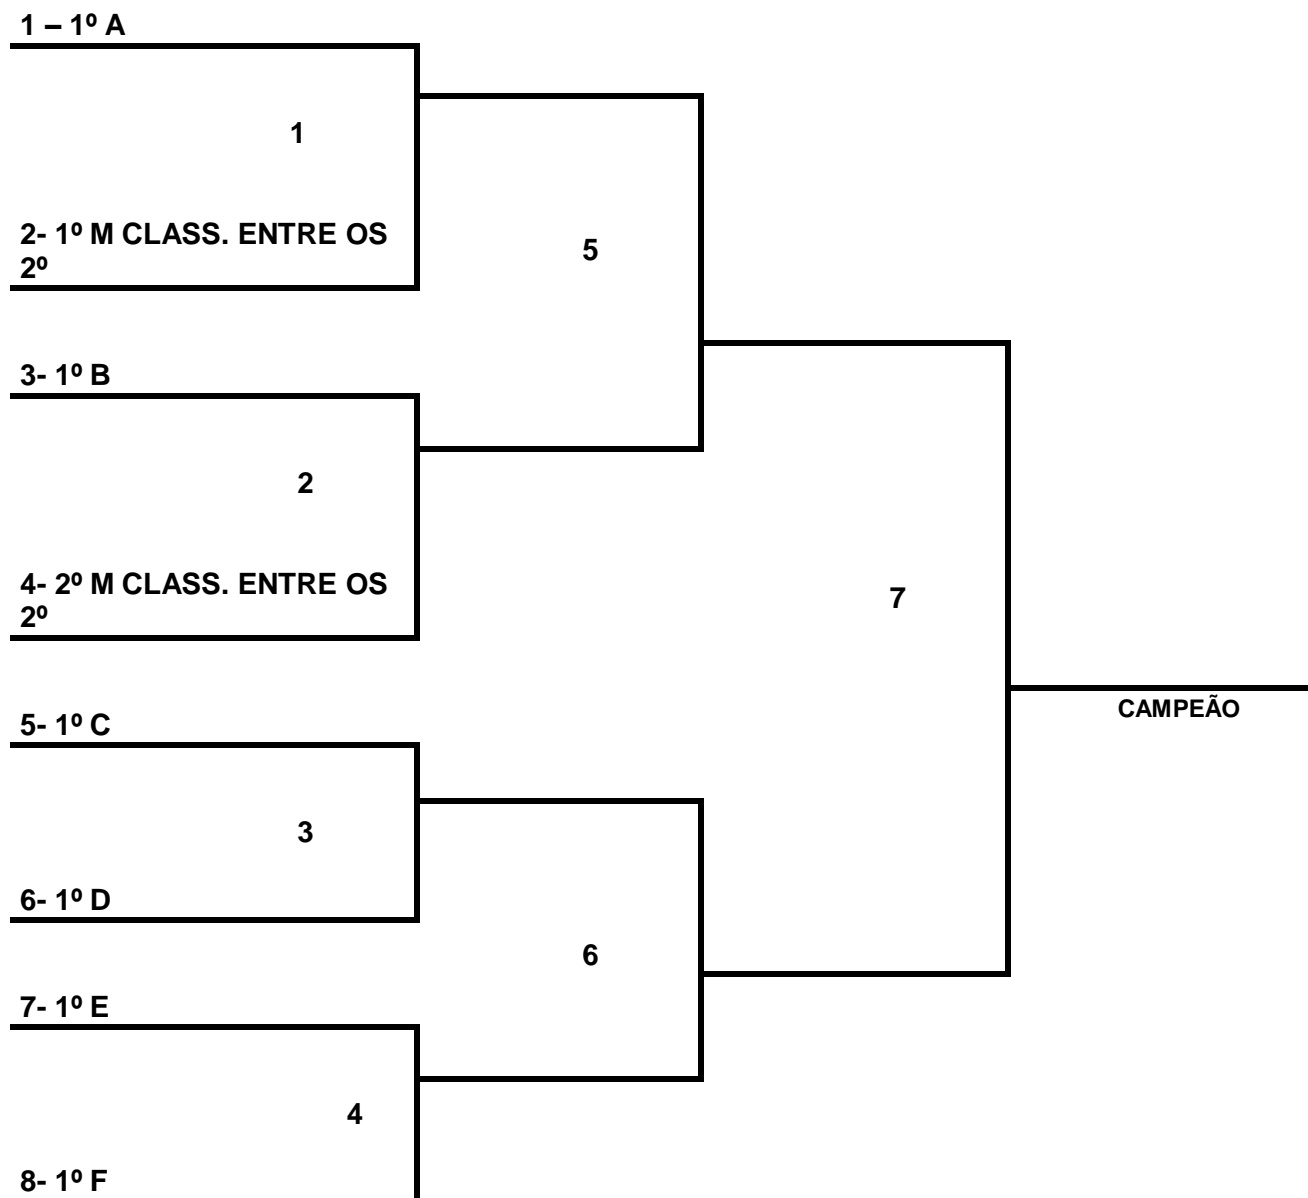 1 – 1º A
1
2- 1º M CLASS. ENTRE OS
2º
5
3- 1º B
2
4- 2º M CLASS. ENTRE OS
2º
7
CAMPEÃO
5- 1º C
3
6- 1º D
6
7- 1º E
4
8- 1º F